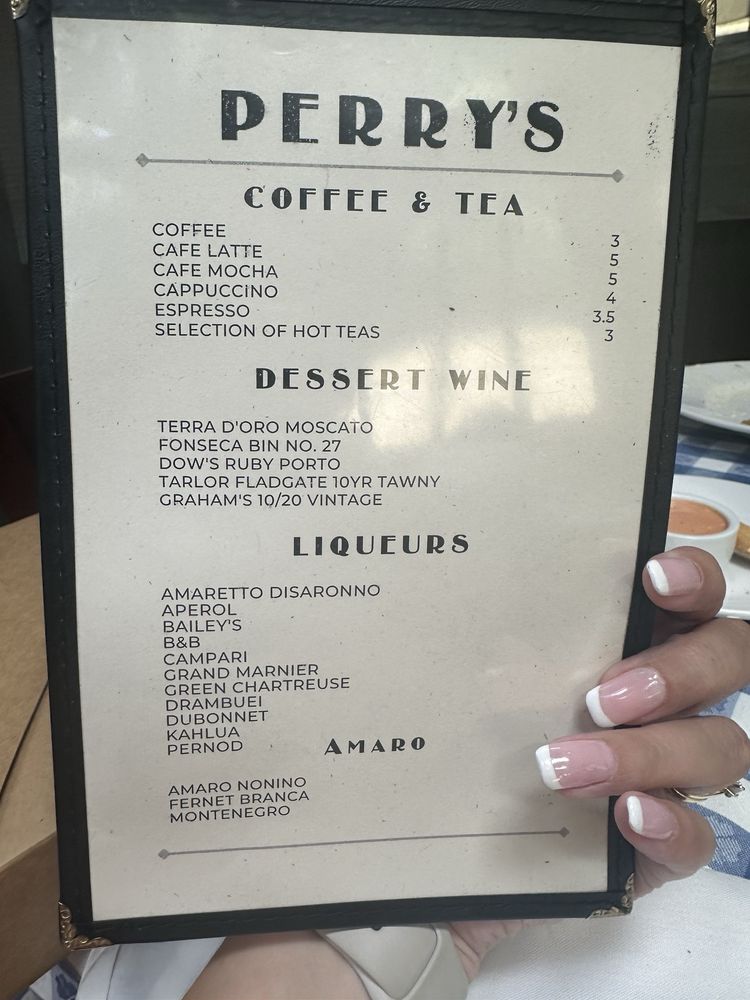 PERRY'S
COFFEE & TEA
COFFEE 3
CAFE LATTE 5
CAFE MOCHA 5
CAPPUCCINO 4
ESPRESSO 3.5
SELECTION OF HOT TEAS 3
DESSERT WINE
TERRA D'ORO MOSCATO
FONSECA BIN NO. 27
DOW'S RUBY PORTO
TARLOR FLADGATE 10YR TAWNY
GRAHAM'S 10/20 VINTAGE
LIQUEURS
AMARETTO DISARONNO
APEROL
BAILEY'S
B&B
CAMPARI
GRAND MARNIER
GREEN CHARTREUSE
DRAMBUEI
DUBONNET
KAHLUA
PERNOD
AMARO
AMARO NONINO
FERNET BRANCA
MONTENEGRO